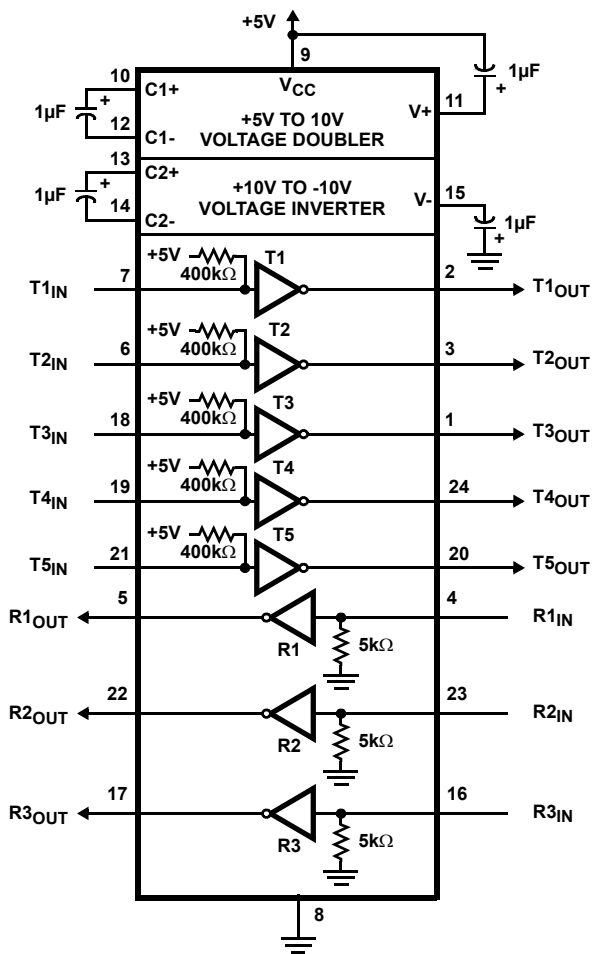 +5V
9
10
C1+
VCC
1µF
+
1µF
+
11
V+
+5V TO 10V
VOLTAGE DOUBLER
12
C1-
13
C2+
1µF
+
+10V TO -10V
VOLTAGE INVERTER
V-
15
14
C2-
1µF
+
+5V
400kΩ
T1
T1IN
7
2
T1OUT
+5V
400kΩ
T2
T2IN
6
3
T2OUT
+5V
400kΩ
T3
T3IN
18
1
T3OUT
+5V
400kΩ
T4
T4IN
19
24
T4OUT
+5V
400kΩ
T5
T5IN
21
20
T5OUT
R1OUT
5
4
R1IN
R1
5kΩ
R2OUT
22
23
R2IN
R2
5kΩ
R3OUT
17
16
R3IN
R3
5kΩ
8